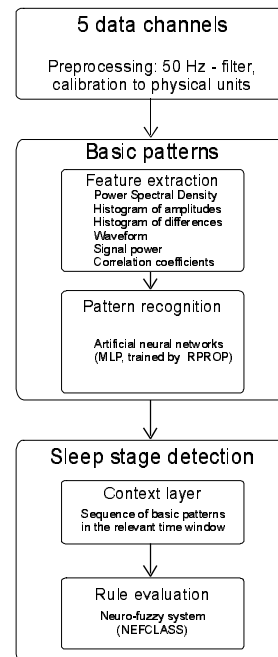 5 data channels
Preprocessing: 50 Hz - filter,
calibration to physical units
Basic patterns
Feature extraction
Power Spectral Density
Histogram of amplitudes
Histogram of differences
Waveform
Signal power
Correlation coefficients
Pattern recognition
Artificial neural networks
(MLP, trained by RPROP)
Sleep stage detection
Context layer
Sequence of basic patterns
in the relevant time window
Rule evaluation
Neuro-fuzzy system
(NEFCLASS)